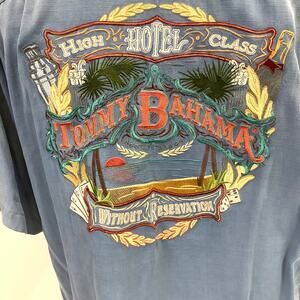 HIGH HOTEL CLASS
TOMMY BAHAMA
WITHOUT RESERVATION